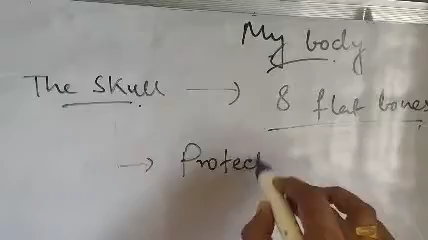 My body
The Skull → 8 flat bones
→ Protect